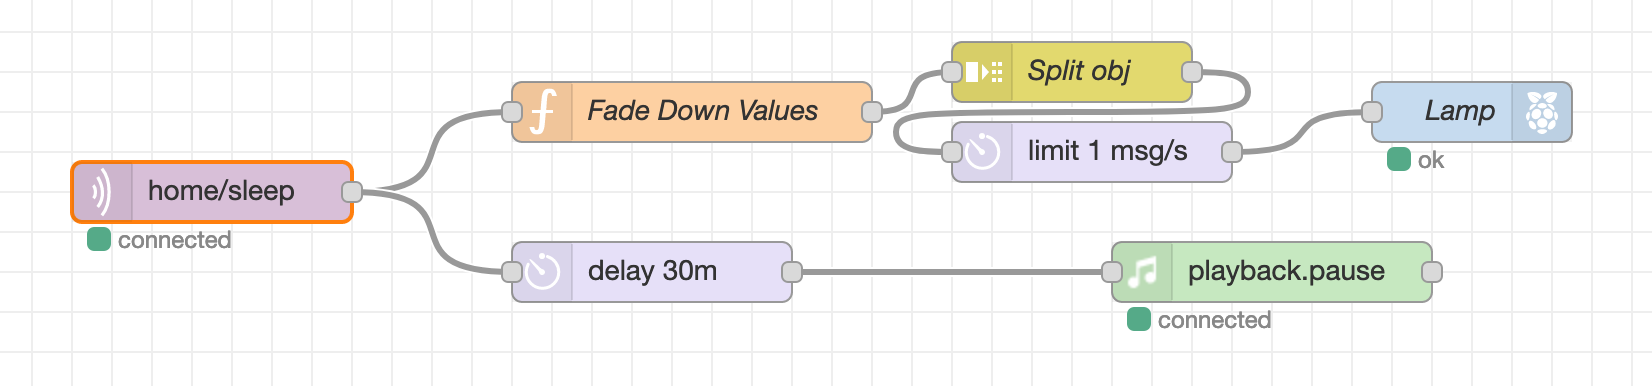 Split obj
Fade Down Values
Lamp
limit 1 msg/s
ok
home/sleep
connected
delay 30m
playback.pause
connected